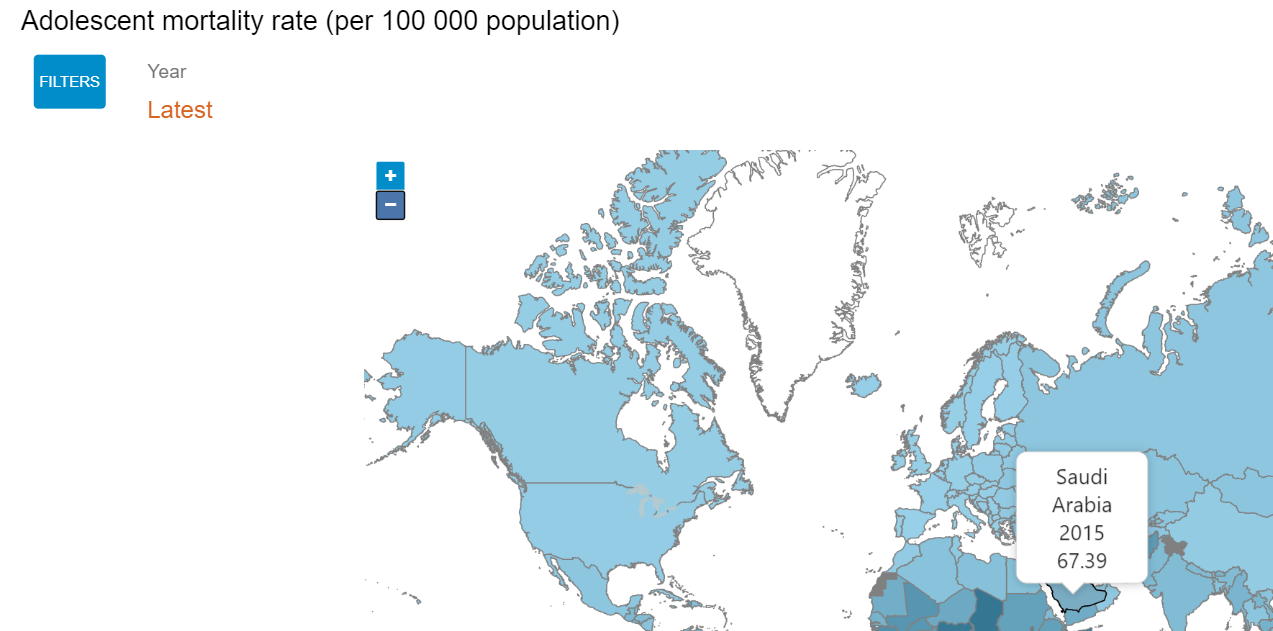 Adolescent mortality rate (per 100 000 population)
FILTERS
Year
Latest
+
−
Saudi
Arabia
2015
67.39